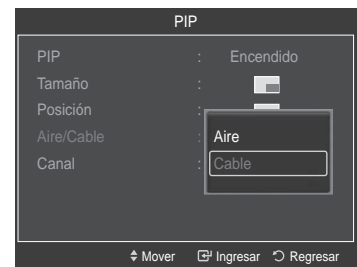 PIP
PIP : Encendido
Tamaño :
Posición :
Aire/Cable : Aire
Canal : Cable
Mover Ingresar Regresar